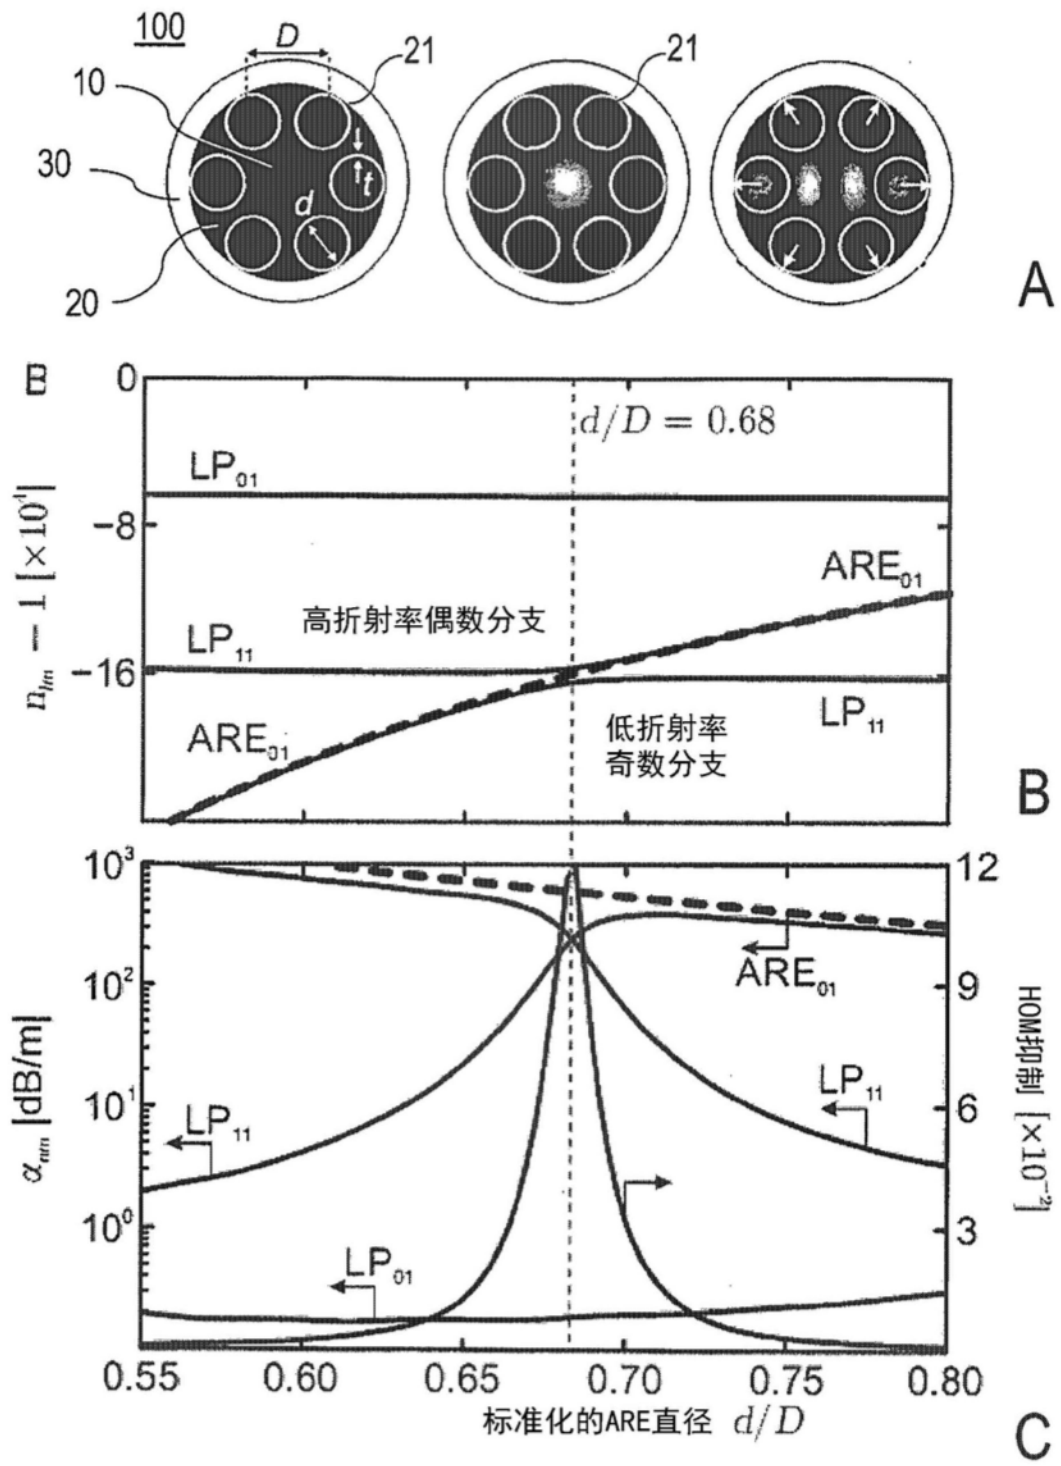 100
D
21
10
30
t
d
20
21
A
B
0
d/D = 0.68
LP₀₁
-8
n_lm − 1 [×10⁴]
ARE₀₁
高折射率偶数分支
LP₁₁
-16
ARE₀₁
低折射率
奇数分支
LP₁₁
B
10³
12
10²
9
ARE₀₁
α_nm [dB/m]
HOM抑制 [×10⁻²]
10¹
6
LP₁₁
LP₁₁
10⁰
3
LP₀₁
0
0.55 0.60 0.65 0.70 0.75 0.80
标准化的ARE直径 d/D
C